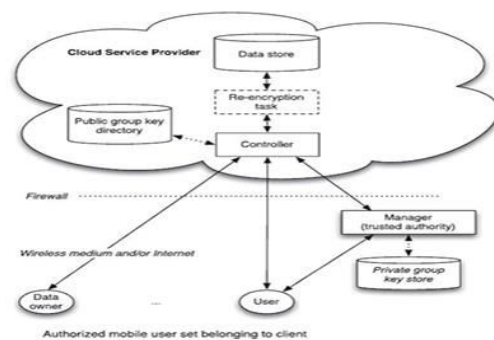 Cloud Service Provider
Data store
Re-encryption
task
Public group key
directory
Controller
Firewall
Manager
(trusted authority)
Wireless medium and/or Internet
Private group
key store
Data
owner
...
User
Authorized mobile user set belonging to client